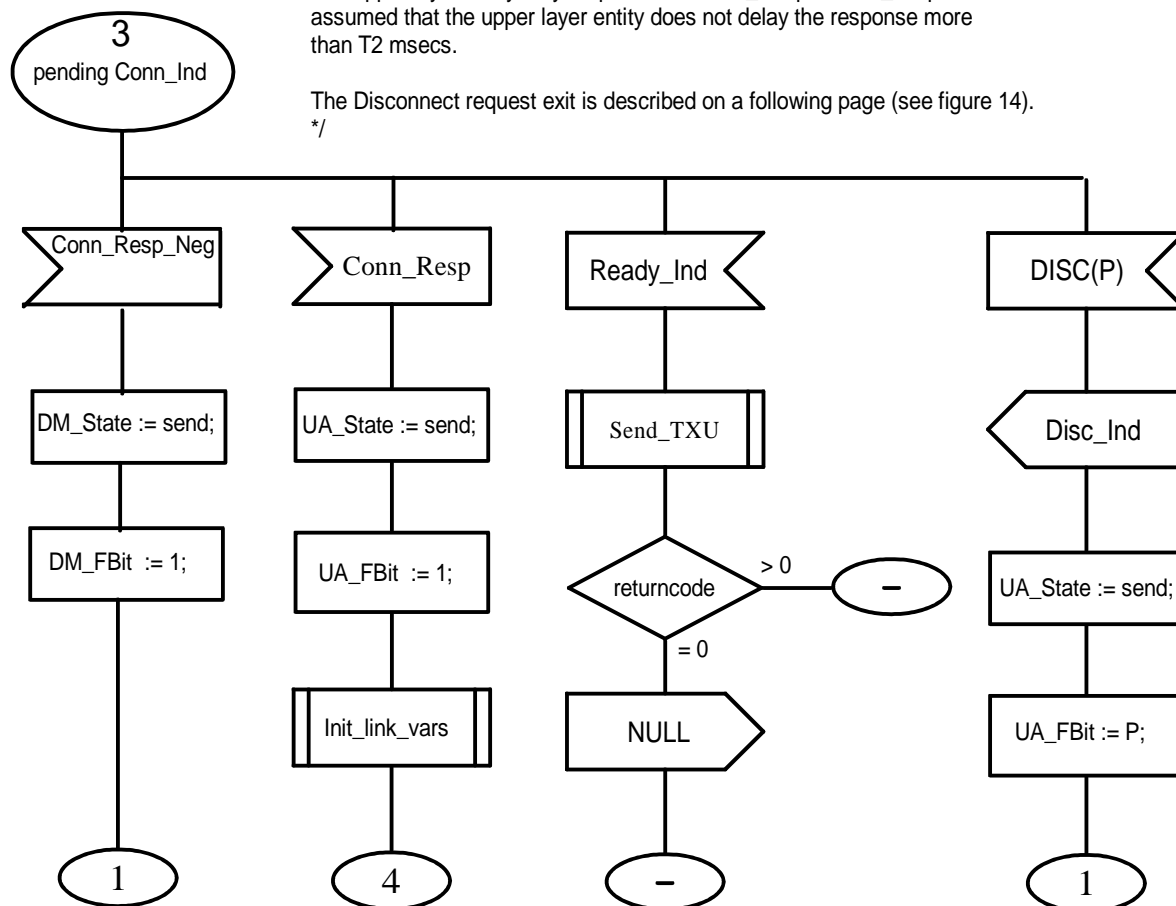 assumed that the upper layer entity does not delay the response more
than T2 msecs.
The Disconnect request exit is described on a following page (see figure 14).
*/
3
pending Conn_Ind
Conn_Resp_Neg
Conn_Resp
Ready_Ind
DISC(P)
DM_State := send;
UA_State := send;
Send_TXU
Disc_Ind
DM_FBit := 1;
UA_FBit := 1;
returncode
> 0
–
UA_State := send;
= 0
Init_link_vars
NULL
UA_FBit := P;
1
4
–
1